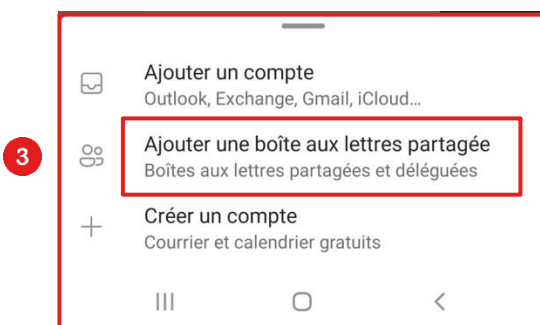 Ajouter un compte
Outlook, Exchange, Gmail, iCloud...
3
Ajouter une boîte aux lettres partagée
Boîtes aux lettres partagées et déléguées
Créer un compte
Courrier et calendrier gratuits